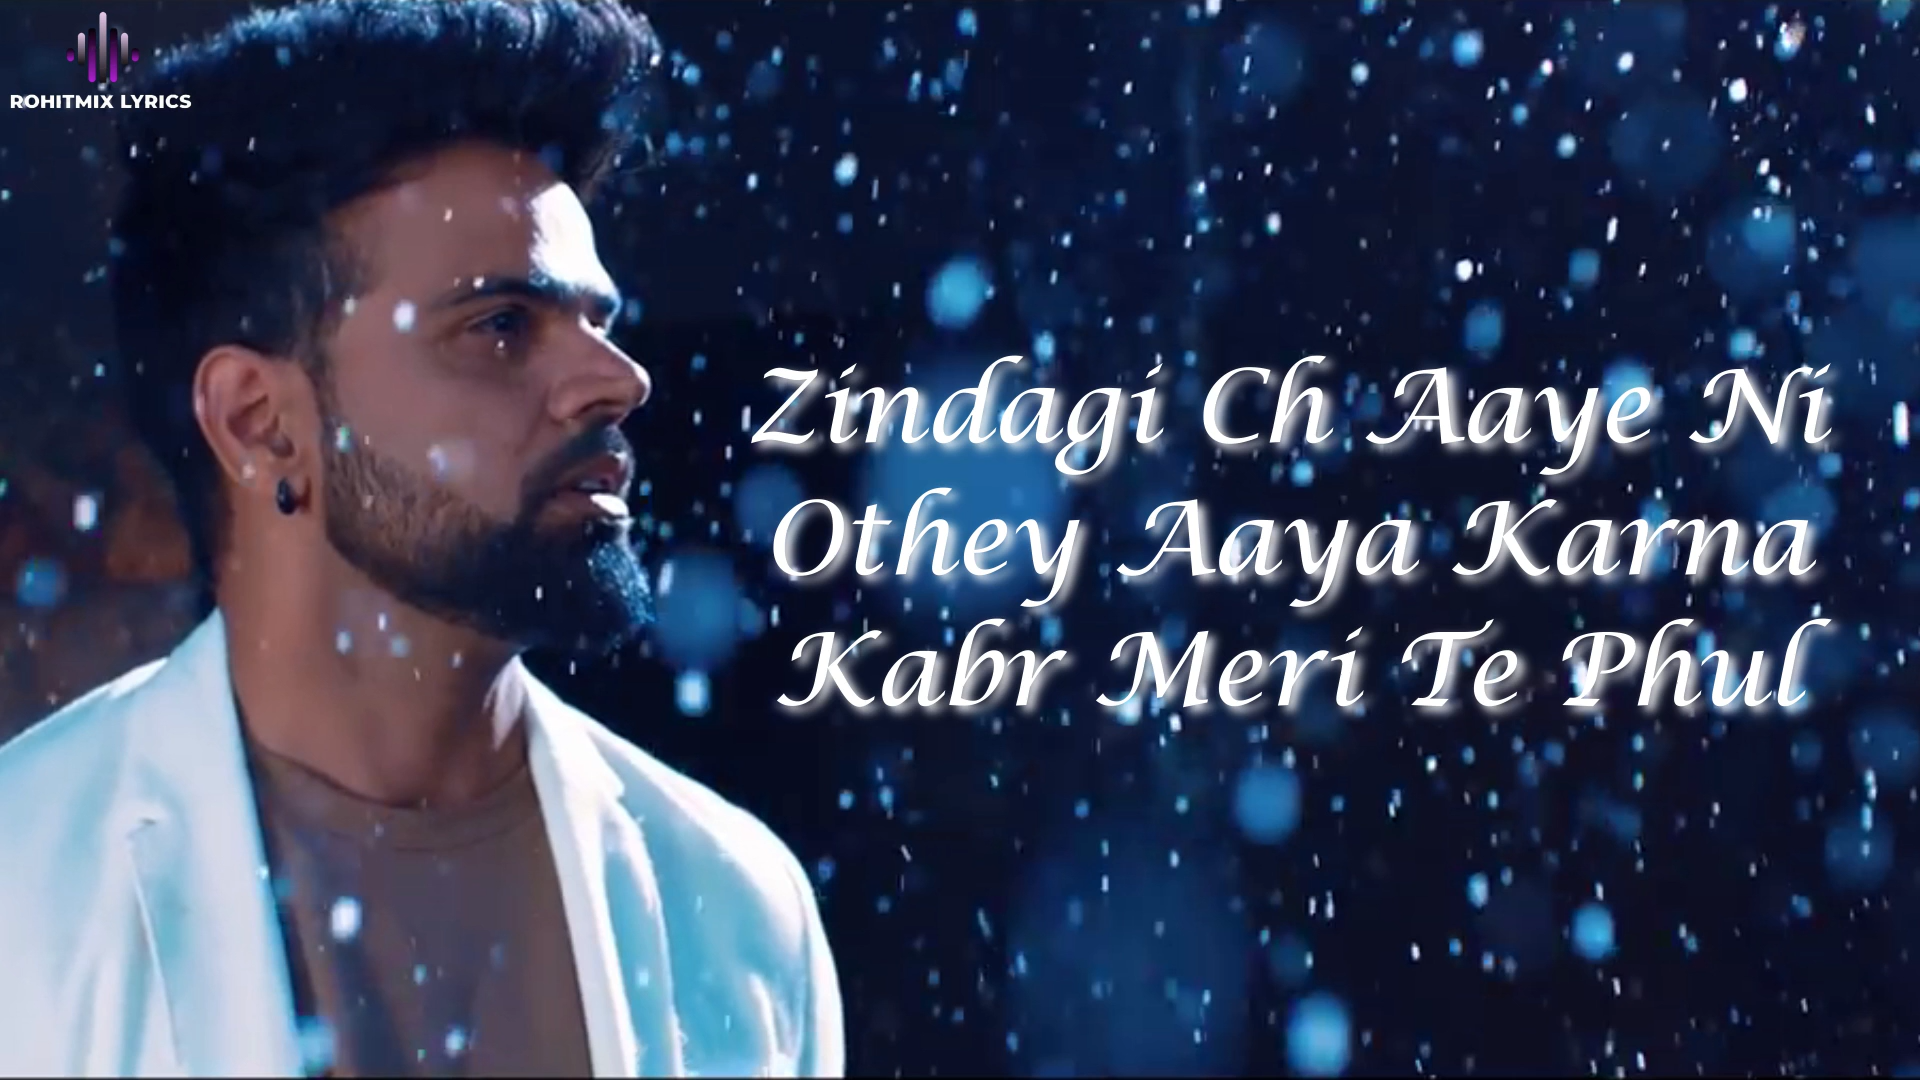 ROHITMIX LYRICS
Zindagi Ch Aaye Ni
Othey Aaya Karna
Kabr Meri Te Phul